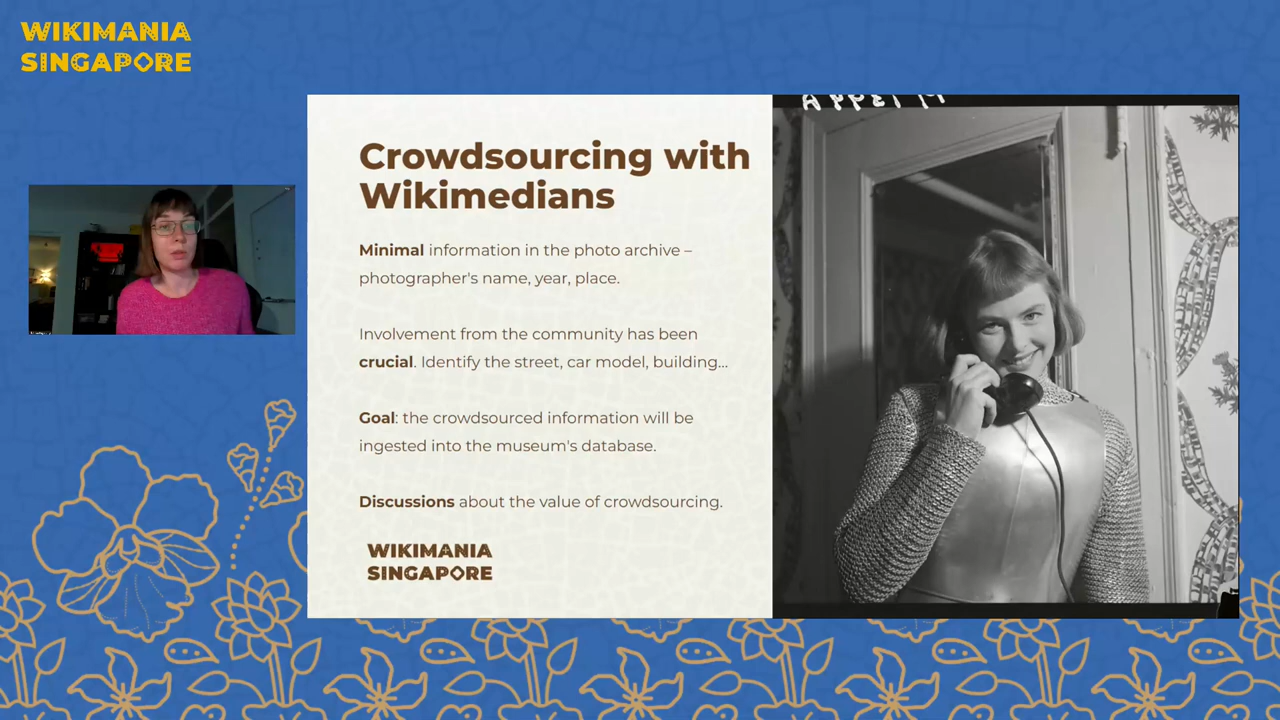 WIKIMANIA
SINGAPORE
Crowdsourcing with
Wikimedians
Minimal information in the photo archive –
photographer's name, year, place.
Involvement from the community has been
crucial. Identify the street, car model, building...
Goal: the crowdsourced information will be
ingested into the museum's database.
Discussions about the value of crowdsourcing.
WIKIMANIA
SINGAPORE